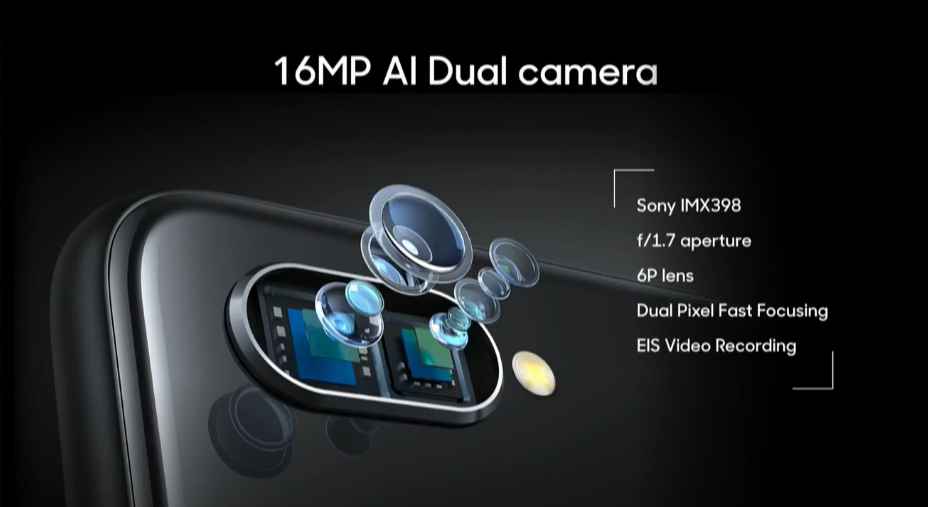 16MP AI Dual camera
Sony IMX398
f/1.7 aperture
6P lens
Dual Pixel Fast Focusing
EIS Video Recording